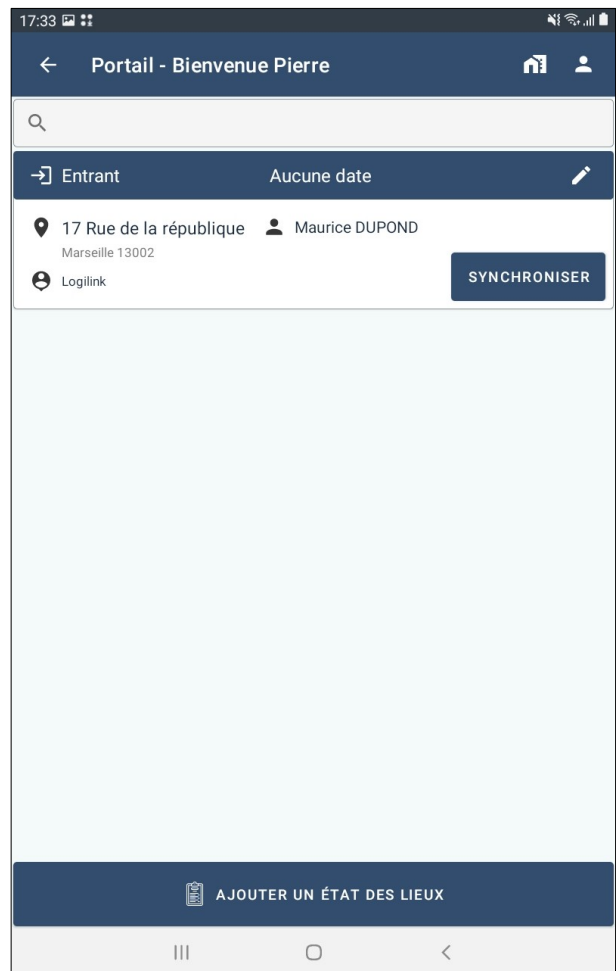 17:33
Portail - Bienvenue Pierre
Entrant Aucune date
17 Rue de la république Maurice DUPOND
Marseille 13002
Logilink
SYNCHRONISER
AJOUTER UN ÉTAT DES LIEUX